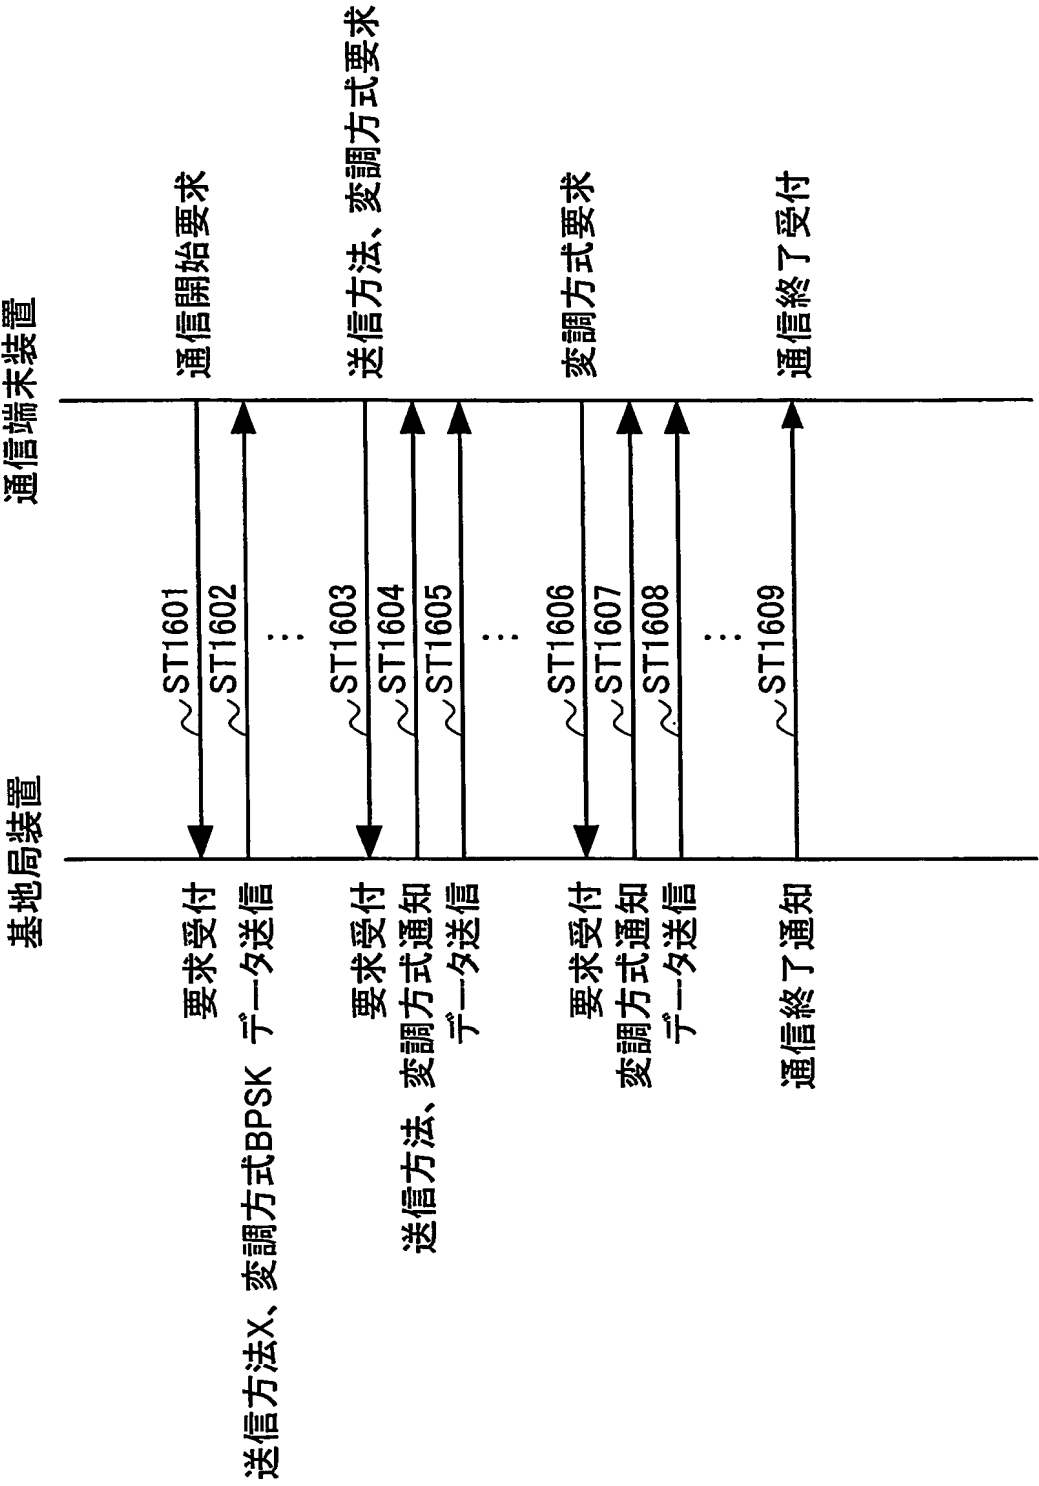 基地局装置
通信端末装置
要求受付
ST1601
通信開始要求
送信方法X、変調方式BPSK データ送信
ST1602
⋮
要求受付
ST1603
送信方法、変調方式要求
送信方法、変調方式通知
ST1604
データ送信
ST1605
⋮
要求受付
ST1606
変調方式要求
変調方式通知
ST1607
データ送信
ST1608
⋮
通信終了通知
ST1609
通信終了受付